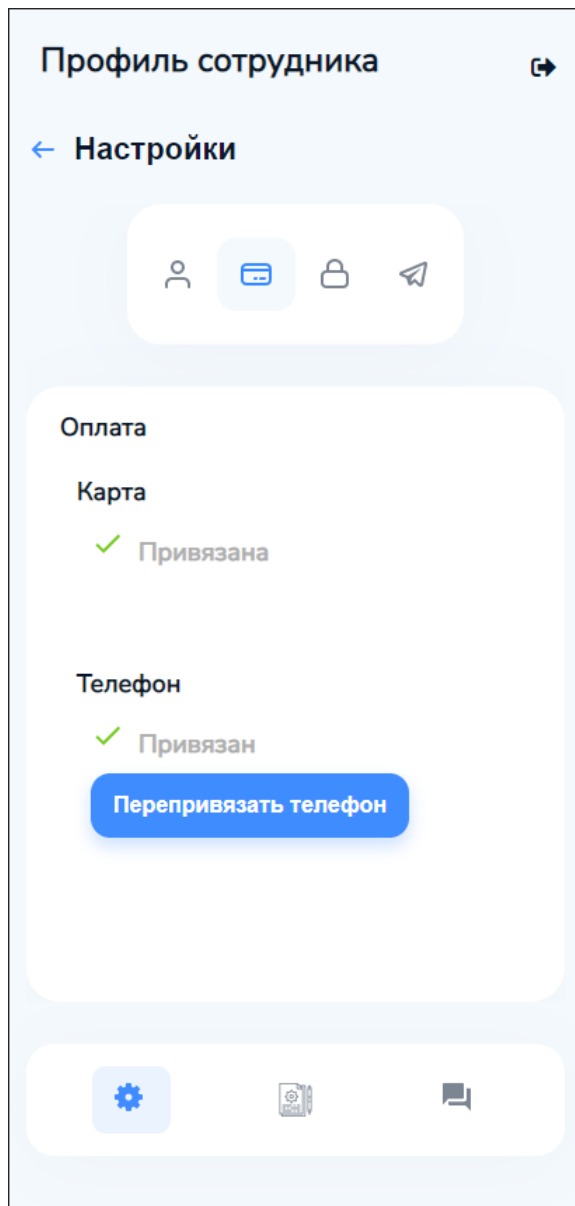 Профиль сотрудника
Настройки
Оплата
Карта
Привязана
Телефон
Привязан
Перепривязать телефон